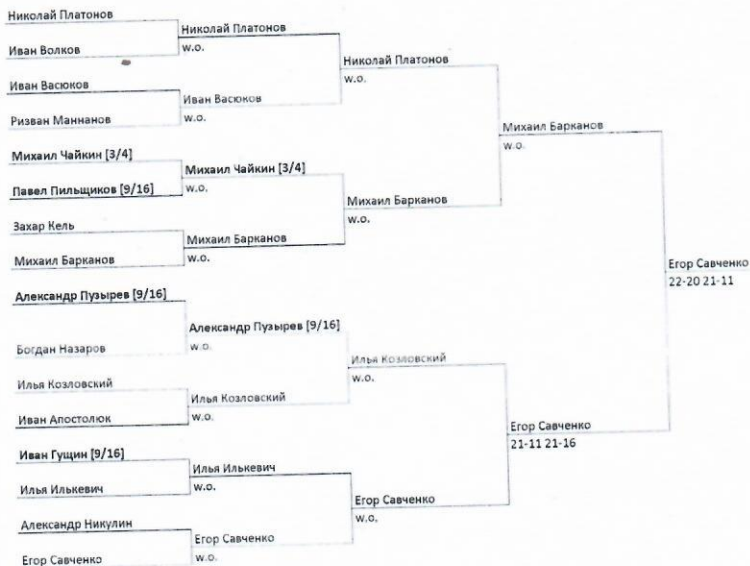 Николай Платонов
Николай Платонов
Иван Волков
w.o.
Николай Платонов
w.o.
Иван Васюков
Иван Васюков
Ризван Маннанов
w.o.
Михаил Барканов
w.o.
Михаил Чайкин [3/4]
Михаил Чайкин [3/4]
Павел Пильщиков [9/16]
w.o.
Михаил Барканов
w.o.
Захар Кель
Михаил Барканов
Михаил Барканов
w.o.
Егор Савченко
22-20 21-11
Александр Пузырев [9/16]
Александр Пузырев [9/16]
Богдан Назаров
w.o.
Илья Козловский
w.o.
Илья Козловский
Илья Козловский
Иван Апостолюк
w.o.
Егор Савченко
21-11 21-16
Иван Гущин [9/16]
Илья Илькевич
Илья Илькевич
w.o.
Егор Савченко
w.o.
Александр Никулин
Егор Савченко
Егор Савченко
w.o.